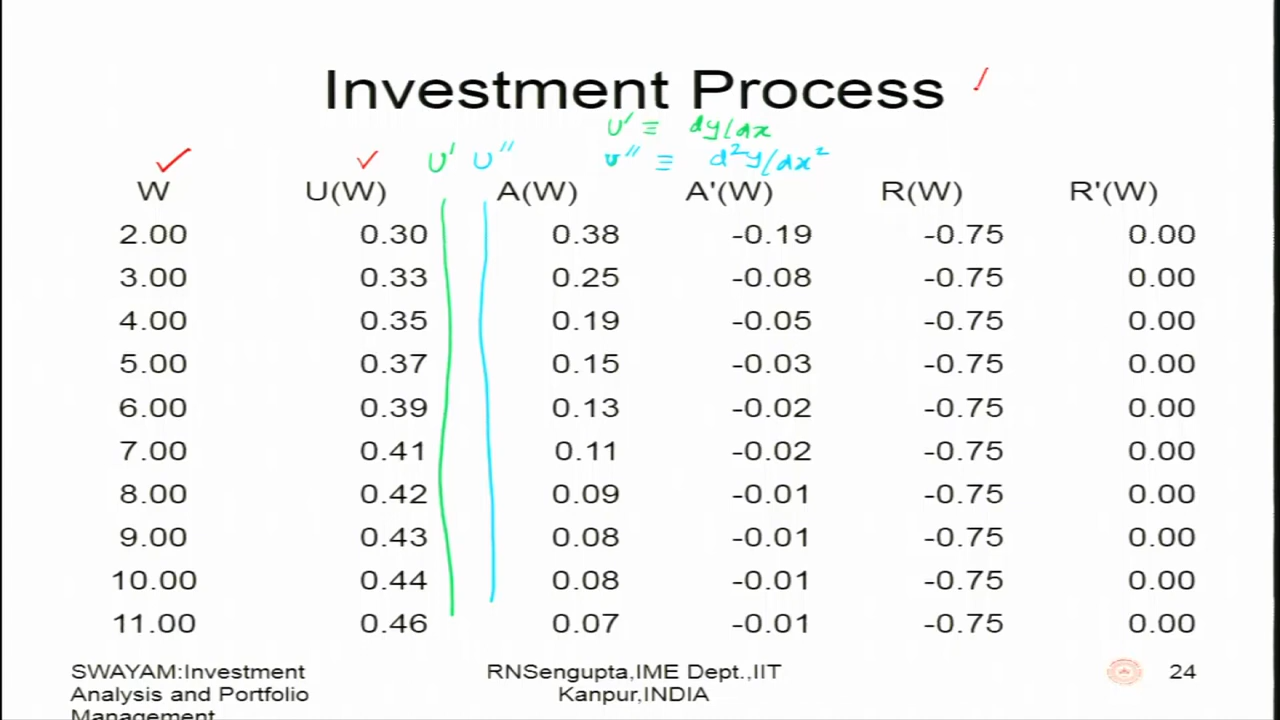 Investment Process
U' ≡ dy/dx
U' U'' u'' ≡ d²y/dx²
W U(W) A(W) A'(W) R(W) R'(W)
2.00 0.30 0.38 -0.19 -0.75 0.00
3.00 0.33 0.25 -0.08 -0.75 0.00
4.00 0.35 0.19 -0.05 -0.75 0.00
5.00 0.37 0.15 -0.03 -0.75 0.00
6.00 0.39 0.13 -0.02 -0.75 0.00
7.00 0.41 0.11 -0.02 -0.75 0.00
8.00 0.42 0.09 -0.01 -0.75 0.00
9.00 0.43 0.08 -0.01 -0.75 0.00
10.00 0.44 0.08 -0.01 -0.75 0.00
11.00 0.46 0.07 -0.01 -0.75 0.00
SWAYAM:Investment
Analysis and Portfolio
Management
RNSengupta,IME Dept.,IIT
Kanpur,INDIA
24